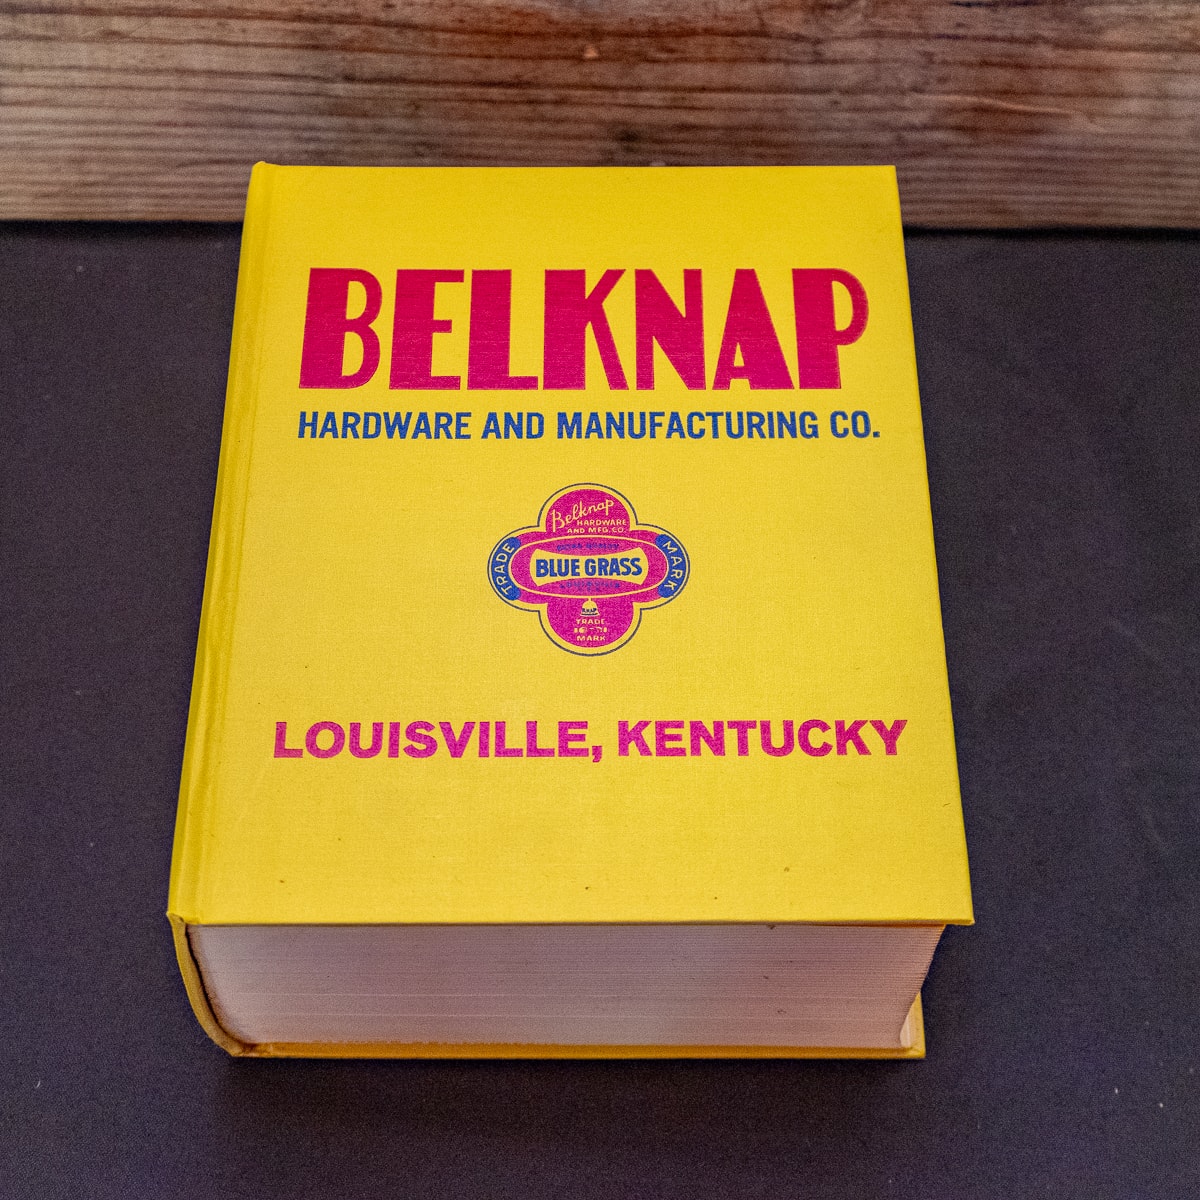 BELKNAP
HARDWARE AND MANUFACTURING CO.
Belknap
HARDWARE
AND MFG. CO.
TRADE MARK
BLUE GRASS
TRADE
MARK
LOUISVILLE, KENTUCKY